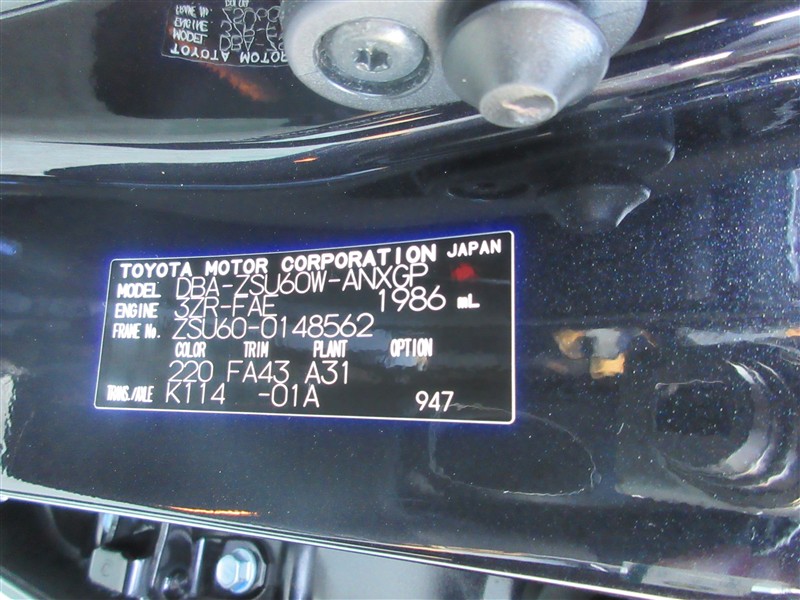 TOYOTA MOTOR CORPORATION JAPAN
MODEL DBA-ZSU60W-ANXGP
ENGINE 3ZR-FAE 1986 mL
FRAME No. ZSU60-0148562
COLOR TRIM PLANT OPTION
220 FA43 A31
TRANS./AXLE K114 -01A 947